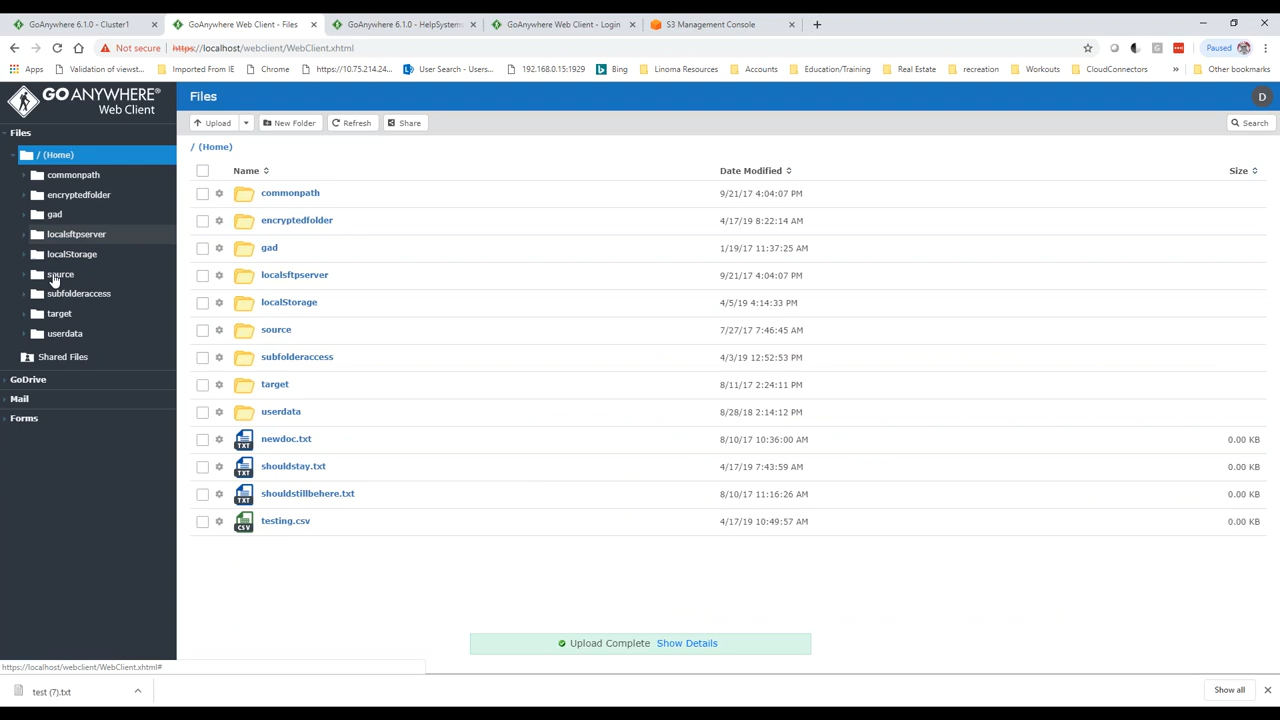 GoAnywhere 6.1.0 - Cluster1
GoAnywhere Web Client - Files
GoAnywhere 6.1.0 - HelpSystems
GoAnywhere Web Client - Login
S3 Management Console
Not secure
https://localhost/webclient/WebClient.xhtml
Paused
Apps
Validation of viewst...
Imported From IE
Chrome
https://10.75.214.24...
User Search - Users...
192.168.0.15:1929
Bing
Linoma Resources
Accounts
Education/Training
Real Estate
recreation
Workouts
CloudConnectors
»
Other bookmarks
GOANYWHERE®
Web Client
Files
/ (Home)
commonpath
encryptedfolder
gad
localsftpserver
localStorage
source
subfolderaccess
target
userdata
Shared Files
GoDrive
Mail
Forms
Files
D
Upload
New Folder
Refresh
Share
Search
/ (Home)
Name Date Modified Size
commonpath 9/21/17 4:04:07 PM
encryptedfolder 4/17/19 8:22:14 AM
gad 1/19/17 11:37:25 AM
localsftpserver 9/21/17 4:04:07 PM
localStorage 4/5/19 4:14:33 PM
source 7/27/17 7:46:45 AM
subfolderaccess 4/3/19 12:52:53 PM
target 8/11/17 2:24:11 PM
userdata 8/28/18 2:14:12 PM
TXT newdoc.txt 8/10/17 10:36:00 AM 0.00 KB
TXT shouldstay.txt 4/17/19 7:43:59 AM 0.00 KB
TXT shouldstillbehere.txt 8/10/17 11:16:26 AM 0.00 KB
CSV testing.csv 4/17/19 10:49:57 AM 0.00 KB
Upload Complete Show Details
https://localhost/webclient/WebClient.xhtml#
test (7).txt
Show all